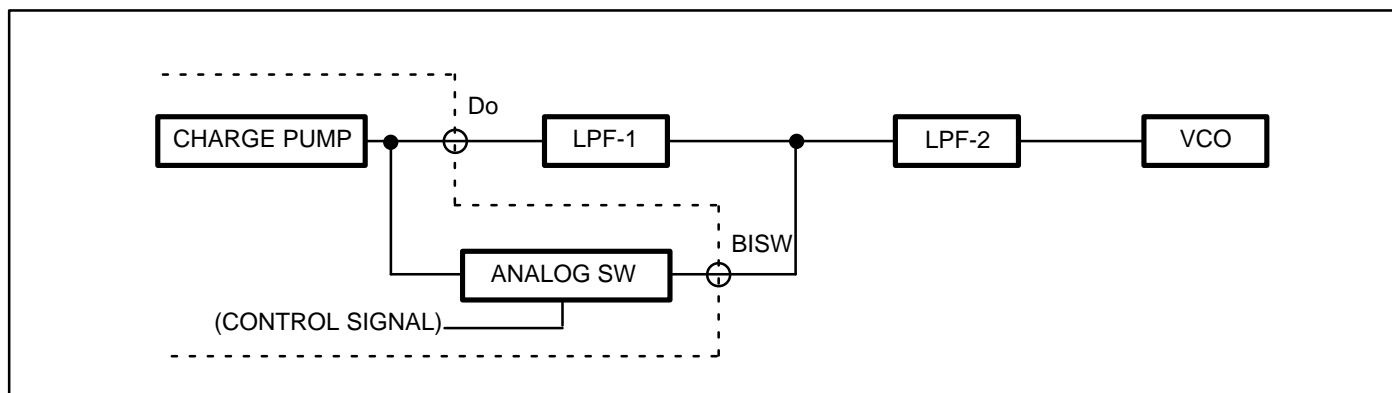 Do
CHARGE PUMP
LPF-1
LPF-2
VCO
BISW
ANALOG SW
(CONTROL SIGNAL)